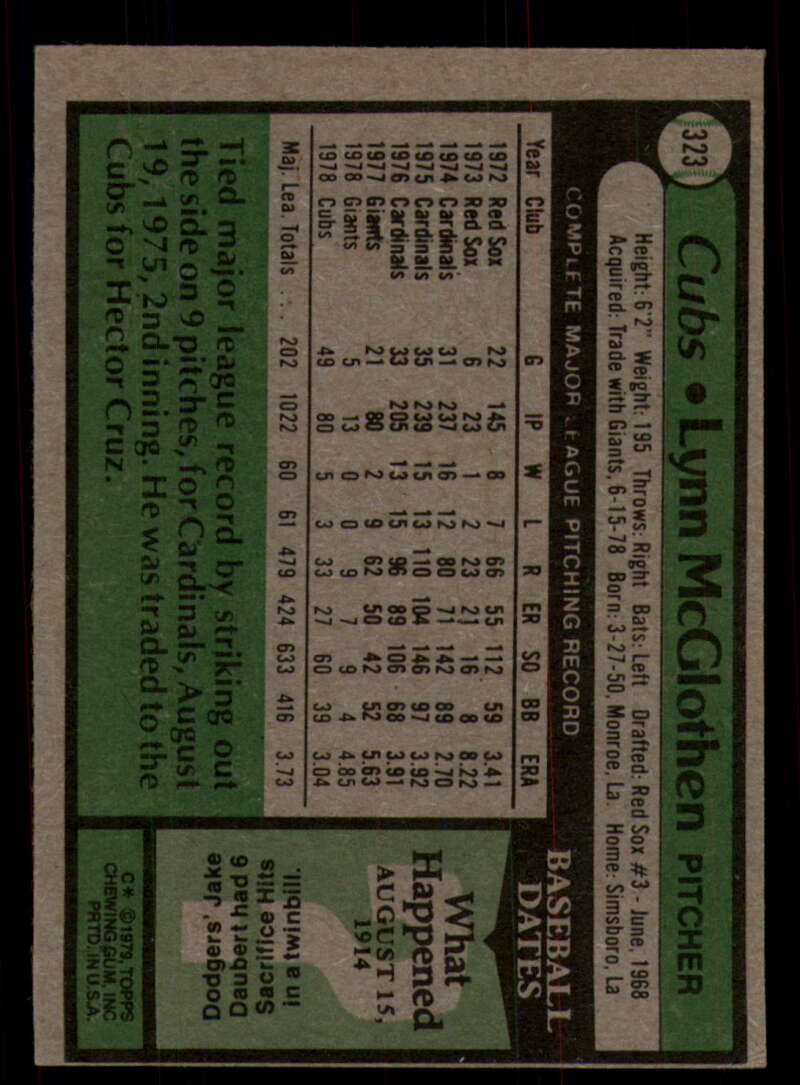 323
Cubs • Lynn McGlothen PITCHER
Height: 6'2" Weight: 195 Throws: Right Bats: Left Drafted: Red Sox #3 - June, 1968
Acquired: Trade with Giants, 6-15-78 Born: 3-27-50, Monroe, La. Home: Simsboro, La
COMPLETE MAJOR LEAGUE PITCHING RECORD
Year Club G IP W L R ER SO BB ERA
1972 Red Sox 22 145 8 7 66 55 112 59 3.41
1973 Red Sox 6 23 1 2 23 21 16 8 8.22
1974 Cardinals 31 237 16 12 80 71 142 89 2.70
1975 Cardinals 35 239 15 13 110 104 146 97 3.92
1976 Cardinals 33 205 13 15 96 89 106 68 3.91
1977 Giants 21 80 2 9 62 50 42 52 5.63
1978 Giants 5 13 0 0 9 7 9 4 4.85
1978 Cubs 49 80 5 3 33 27 60 39 3.04
Maj. Lea. Totals ... 202 1022 60 61 479 424 633 416 3.73
Tied major league record by striking out
the side on 9 pitches, for Cardinals, August
19, 1975, 2nd inning. He was traded to the
Cubs for Hector Cruz.
BASEBALL
DATES
What
Happened
AUGUST 15,
1914
Dodgers' Jake
Daubert had 6
Sacrifice Hits
in a twinbill.
C* ©1979, TOPPS
CHEWING GUM, INC
PRTD. IN U.S.A.